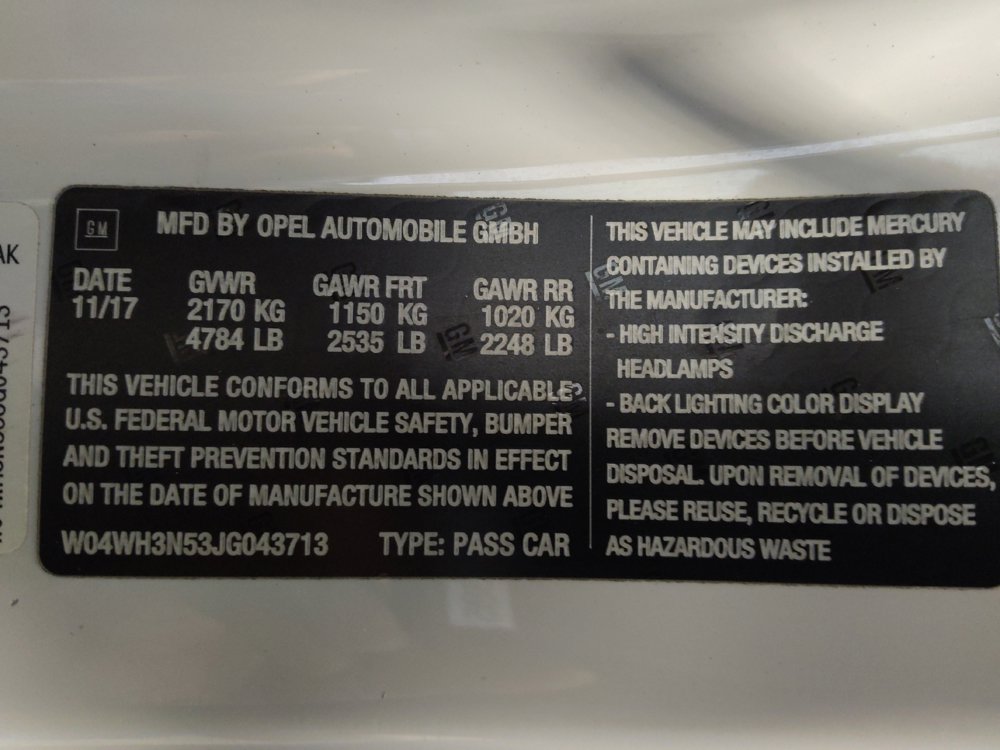 GM
MFD BY OPEL AUTOMOBILE GMBH
DATE GVWR GAWR FRT GAWR RR
11/17 2170 KG 1150 KG 1020 KG
4784 LB 2535 LB 2248 LB
THIS VEHICLE CONFORMS TO ALL APPLICABLE
U.S. FEDERAL MOTOR VEHICLE SAFETY, BUMPER
AND THEFT PREVENTION STANDARDS IN EFFECT
ON THE DATE OF MANUFACTURE SHOWN ABOVE
W04WH3N53JG043713 TYPE: PASS CAR
THIS VEHICLE MAY INCLUDE MERCURY
CONTAINING DEVICES INSTALLED BY
THE MANUFACTURER:
- HIGH INTENSITY DISCHARGE
HEADLAMPS
- BACK LIGHTING COLOR DISPLAY
REMOVE DEVICES BEFORE VEHICLE
DISPOSAL. UPON REMOVAL OF DEVICES,
PLEASE REUSE, RECYCLE OR DISPOSE
AS HAZARDOUS WASTE
AK